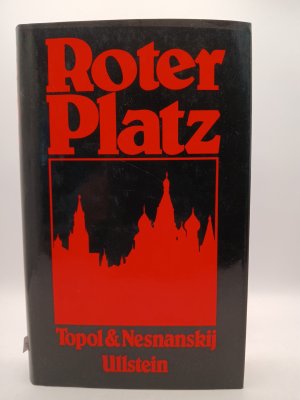 Roter
Platz
Topol & Nesnanskij
Ullstein